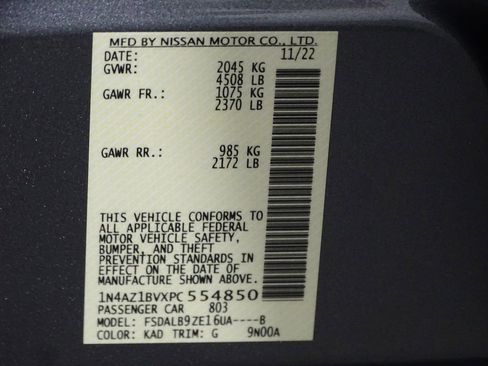 MFD BY NISSAN MOTOR CO., LTD.
DATE: 11/22
GVWR: 2045 KG
4508 LB
GAWR FR.: 1075 KG
2370 LB
GAWR RR.: 985 KG
2172 LB
THIS VEHICLE CONFORMS TO
ALL APPLICABLE FEDERAL
MOTOR VEHICLE SAFETY,
BUMPER, AND THEFT
PREVENTION STANDARDS IN
EFFECT ON THE DATE OF
MANUFACTURE SHOWN ABOVE.
1N4AZ1BVXPC554850
PASSENGER CAR 803
MODEL: FSDALB9ZE16UA----B
COLOR: KAD TRIM: G 9N00A